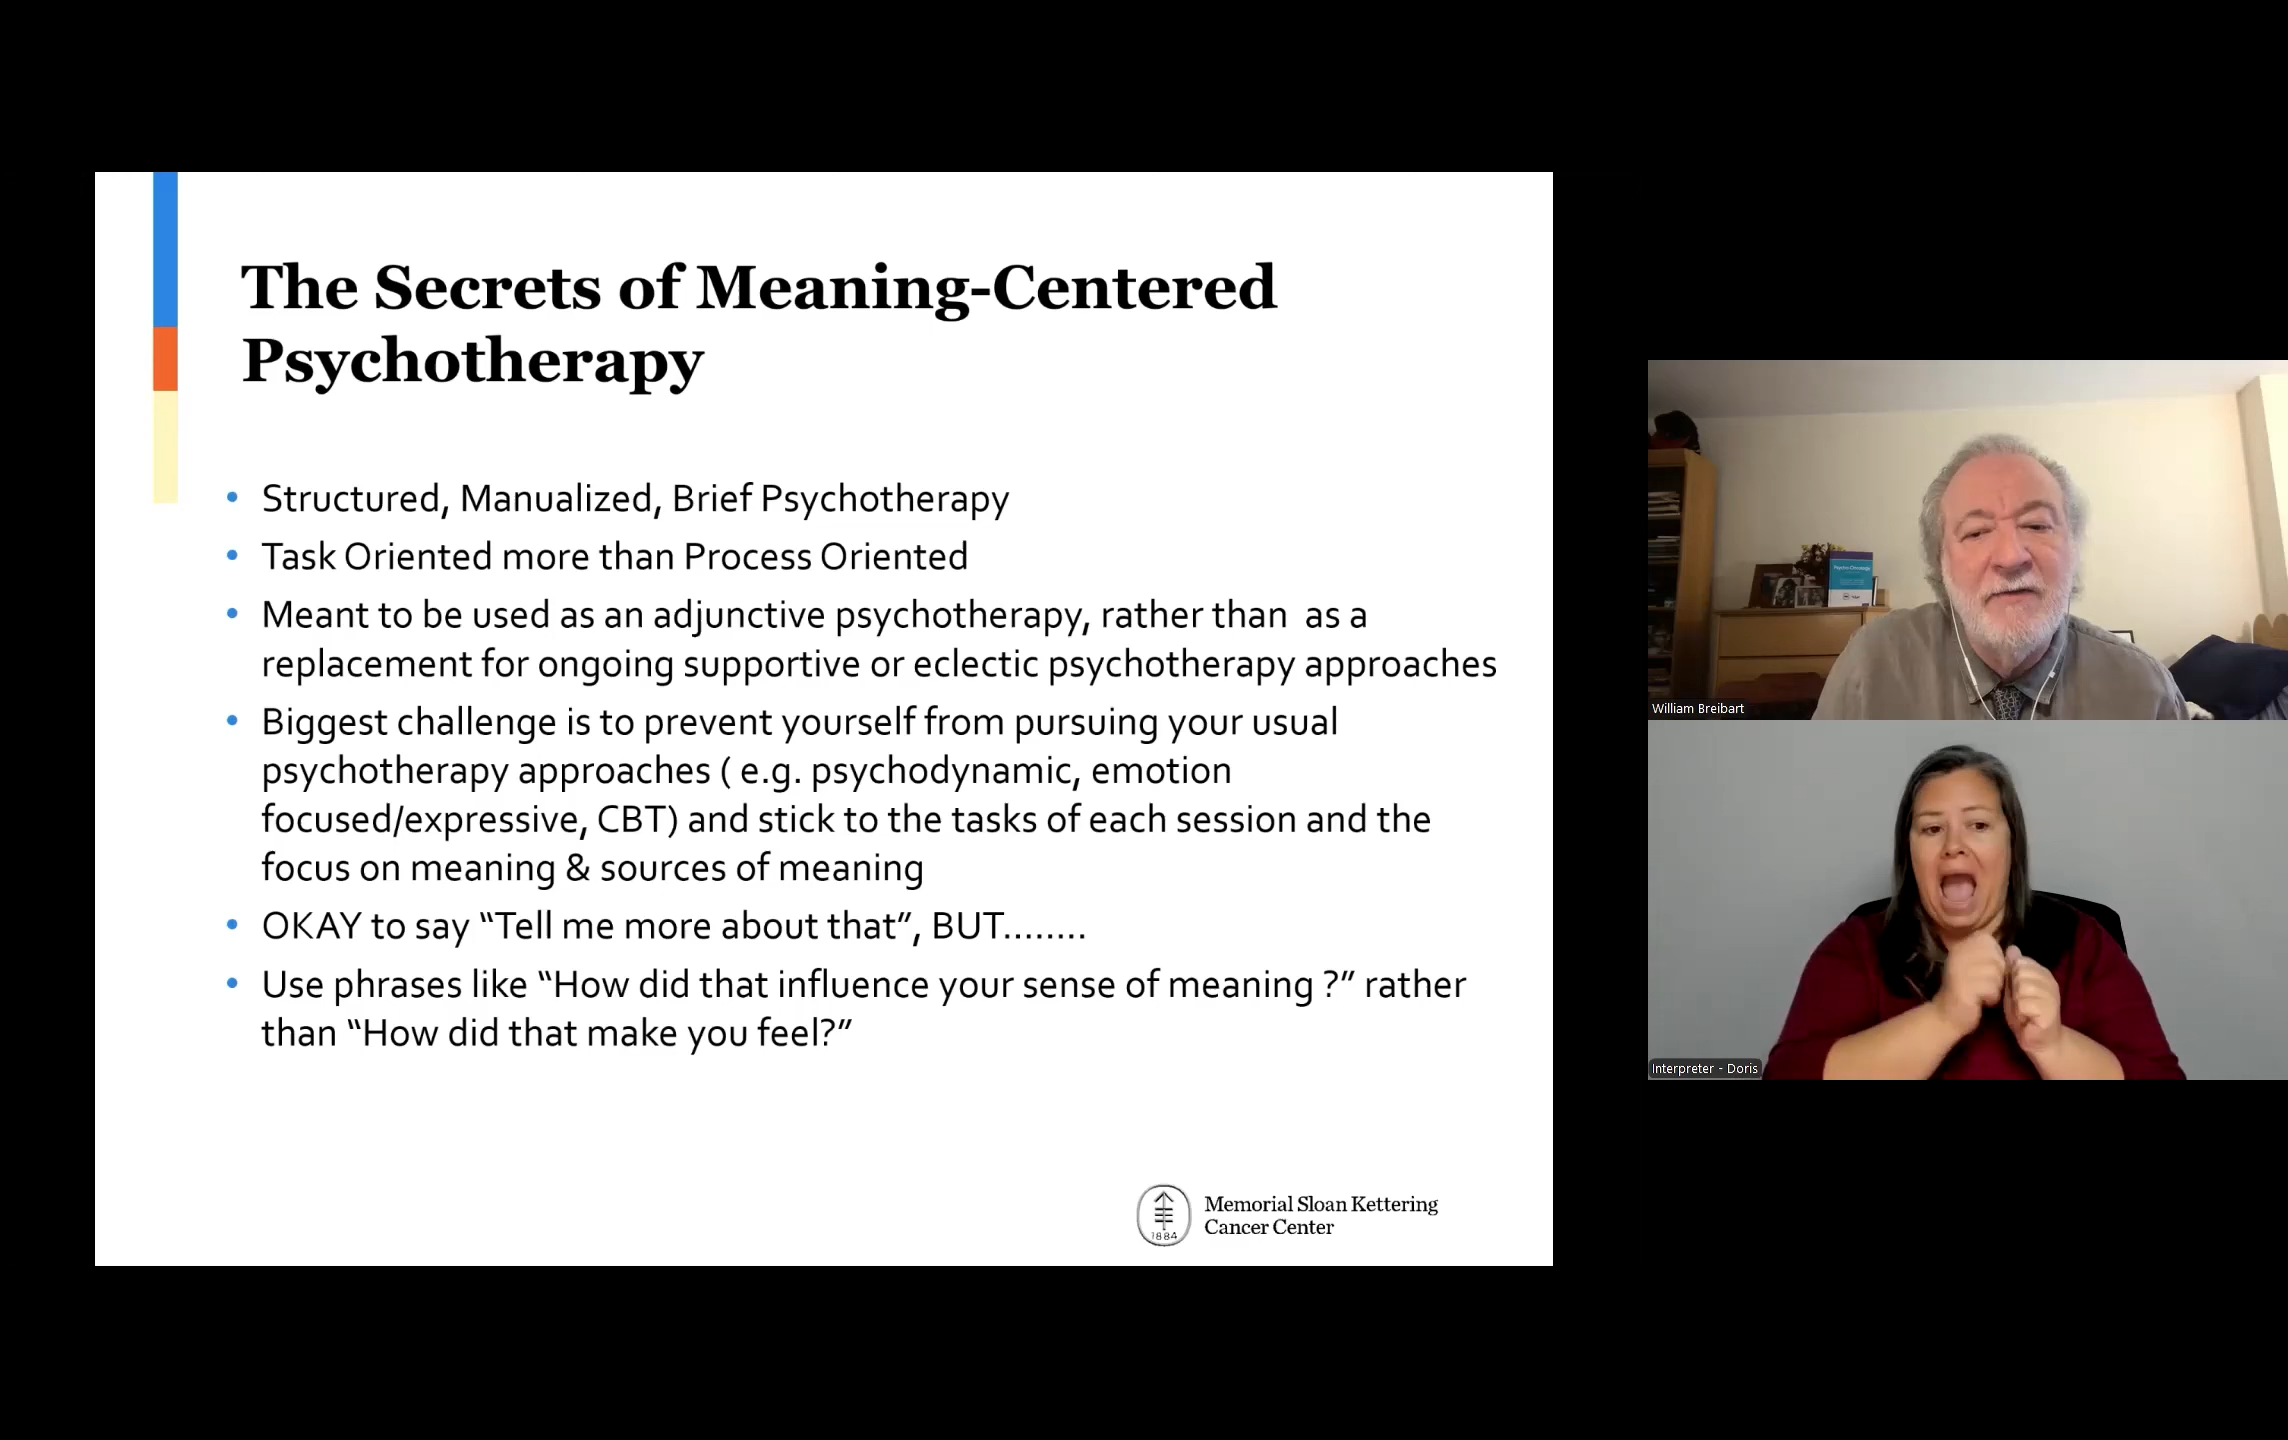 The Secrets of Meaning-Centered
Psychotherapy
• Structured, Manualized, Brief Psychotherapy
• Task Oriented more than Process Oriented
• Meant to be used as an adjunctive psychotherapy, rather than  as a
replacement for ongoing supportive or eclectic psychotherapy approaches
• Biggest challenge is to prevent yourself from pursuing your usual
psychotherapy approaches ( e.g. psychodynamic, emotion
focused/expressive, CBT) and stick to the tasks of each session and the
focus on meaning & sources of meaning
• OKAY to say “Tell me more about that”, BUT........
• Use phrases like “How did that influence your sense of meaning ?” rather
than “How did that make you feel?”
1884
Memorial Sloan Kettering
Cancer Center
Psycho-Oncology
William Breibart
Interpreter - Doris